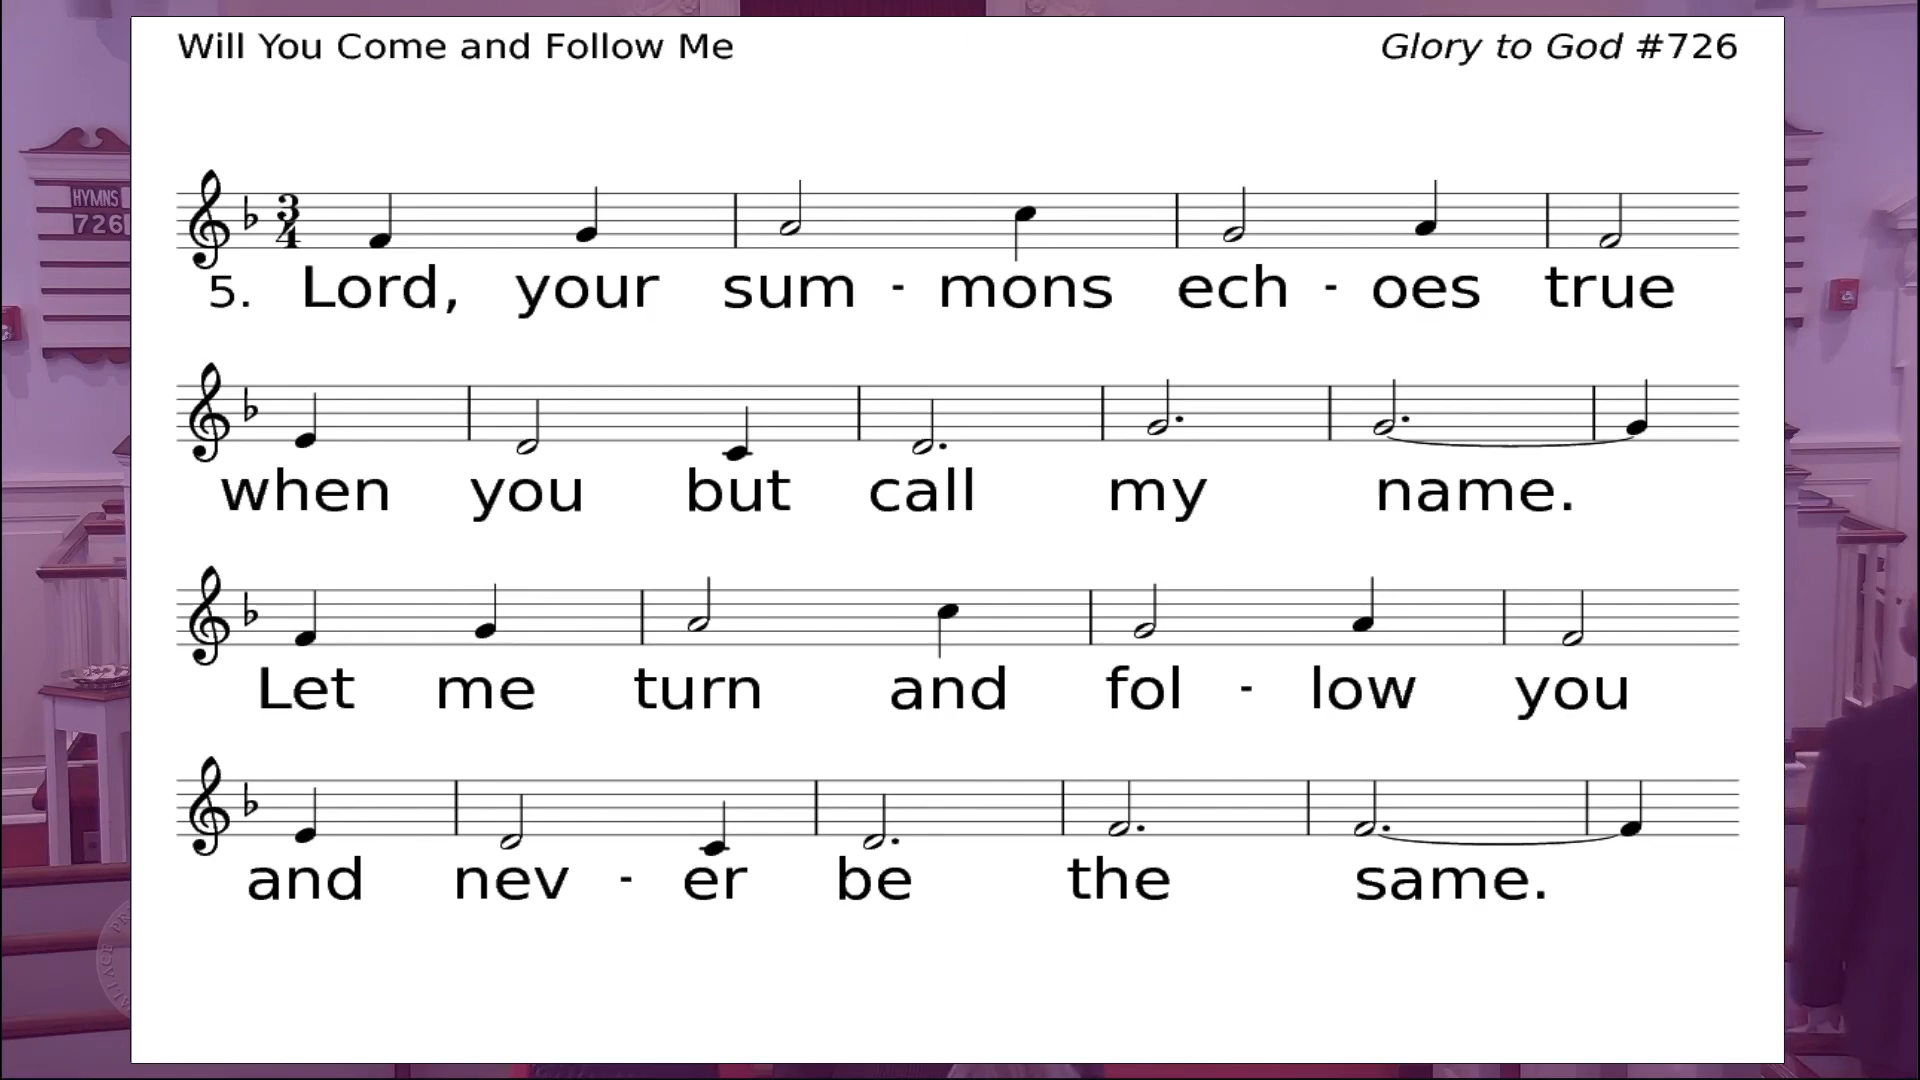 Will You Come and Follow Me
Glory to God #726
HYMNS
726
3
4
5. Lord, your sum - mons ech - oes true
when you but call my name.
Let me turn and fol - low you
and nev - er be the same.